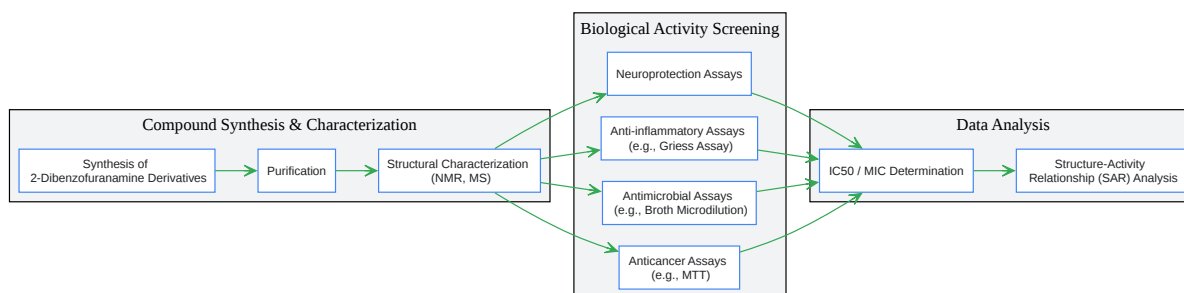 Compound Synthesis & Characterization
Synthesis of
2-Dibenzofuranamine Derivatives
Purification
Structural Characterization
(NMR, MS)
Biological Activity Screening
Neuroprotection Assays
Anti-inflammatory Assays
(e.g., Griess Assay)
Antimicrobial Assays
(e.g., Broth Microdilution)
Anticancer Assays
(e.g., MTT)
Data Analysis
IC50 / MIC Determination
Structure-Activity
Relationship (SAR) Analysis